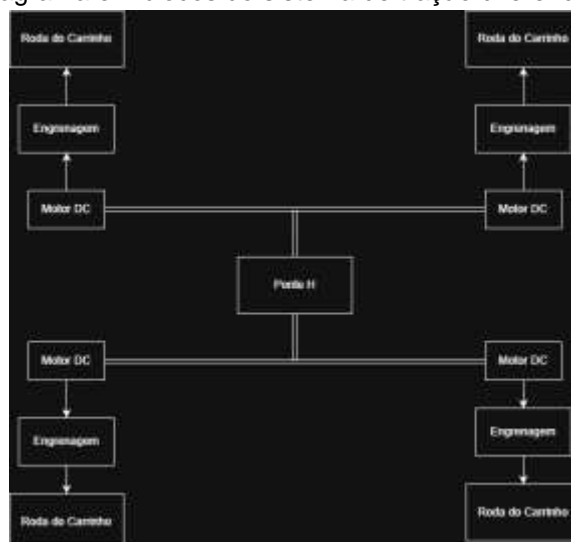 Roda do Carrinho
Roda do Carrinho
Engrenagem
Engrenagem
Motor DC
Motor DC
Ponte H
Motor DC
Motor DC
Engrenagem
Engrenagem
Roda do Carrinho
Roda do Carrinho